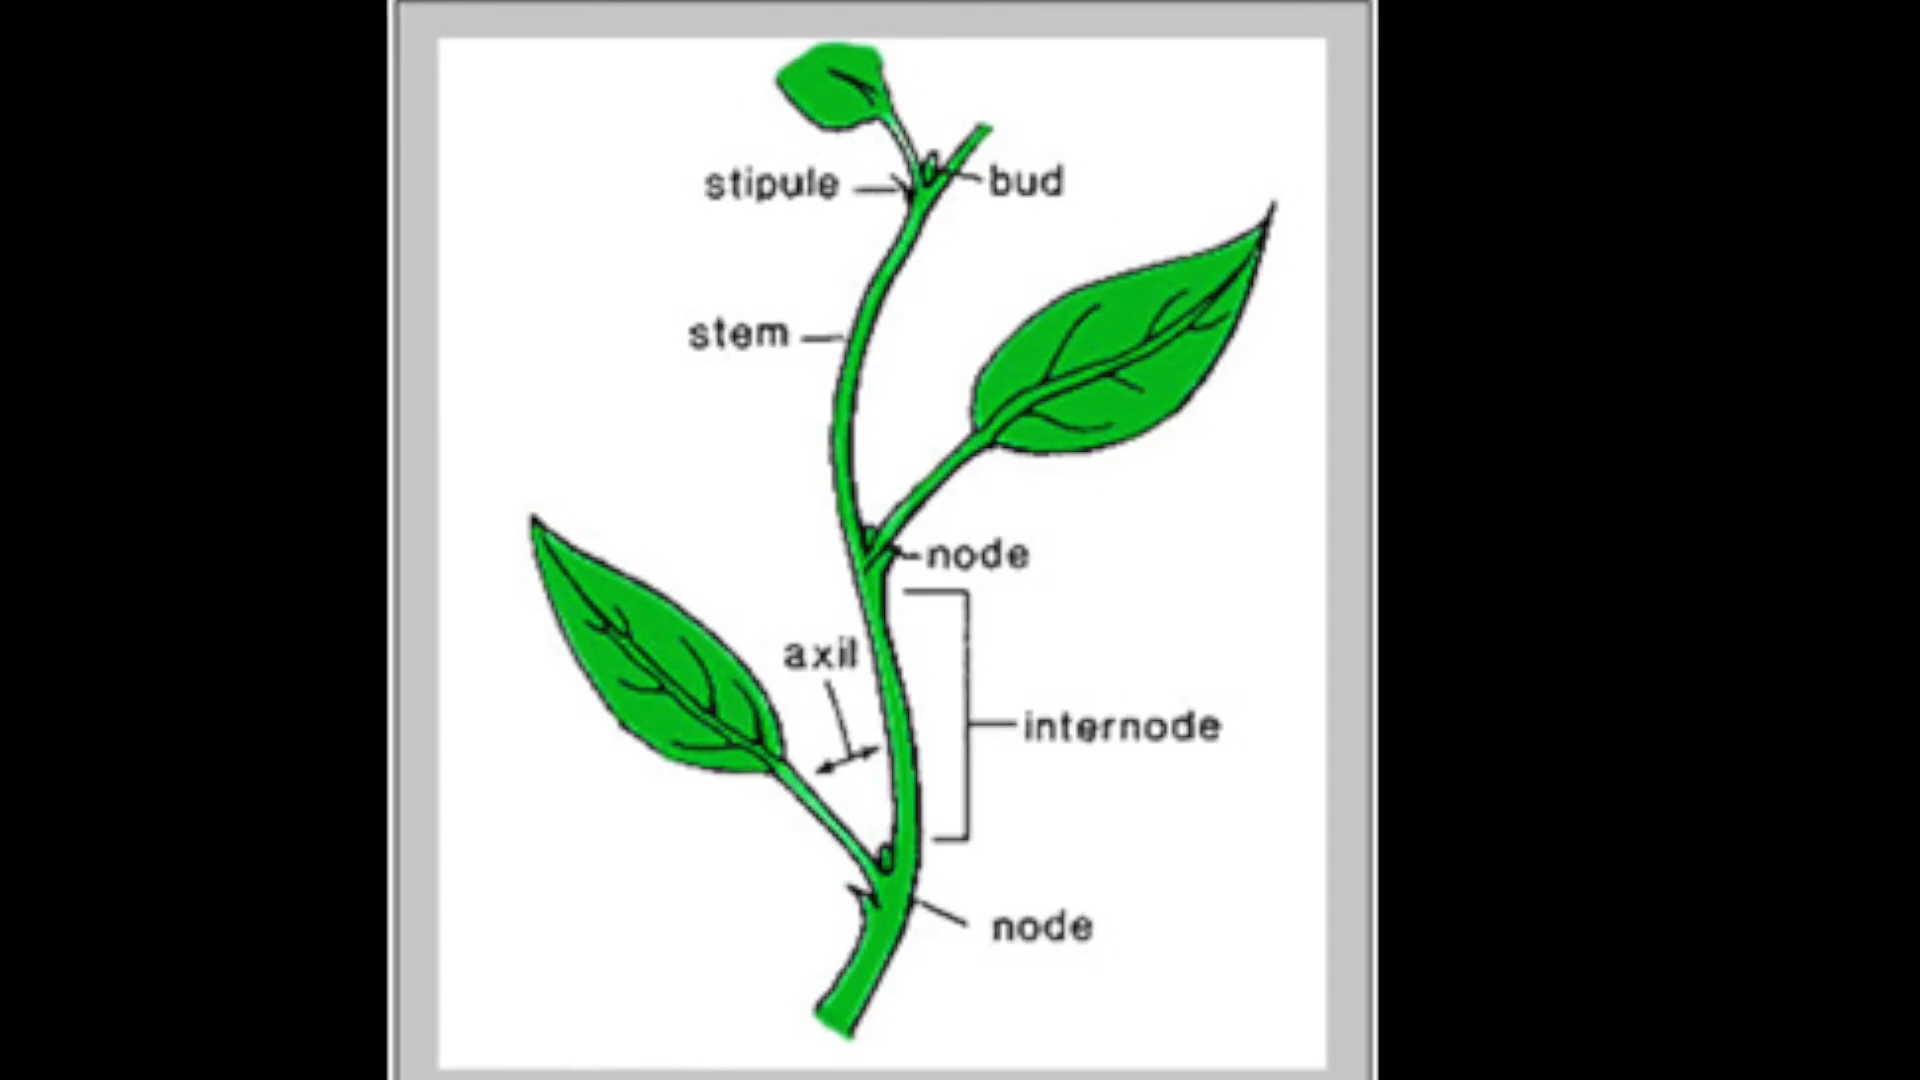 stipule
bud
stem
node
axil
internode
node